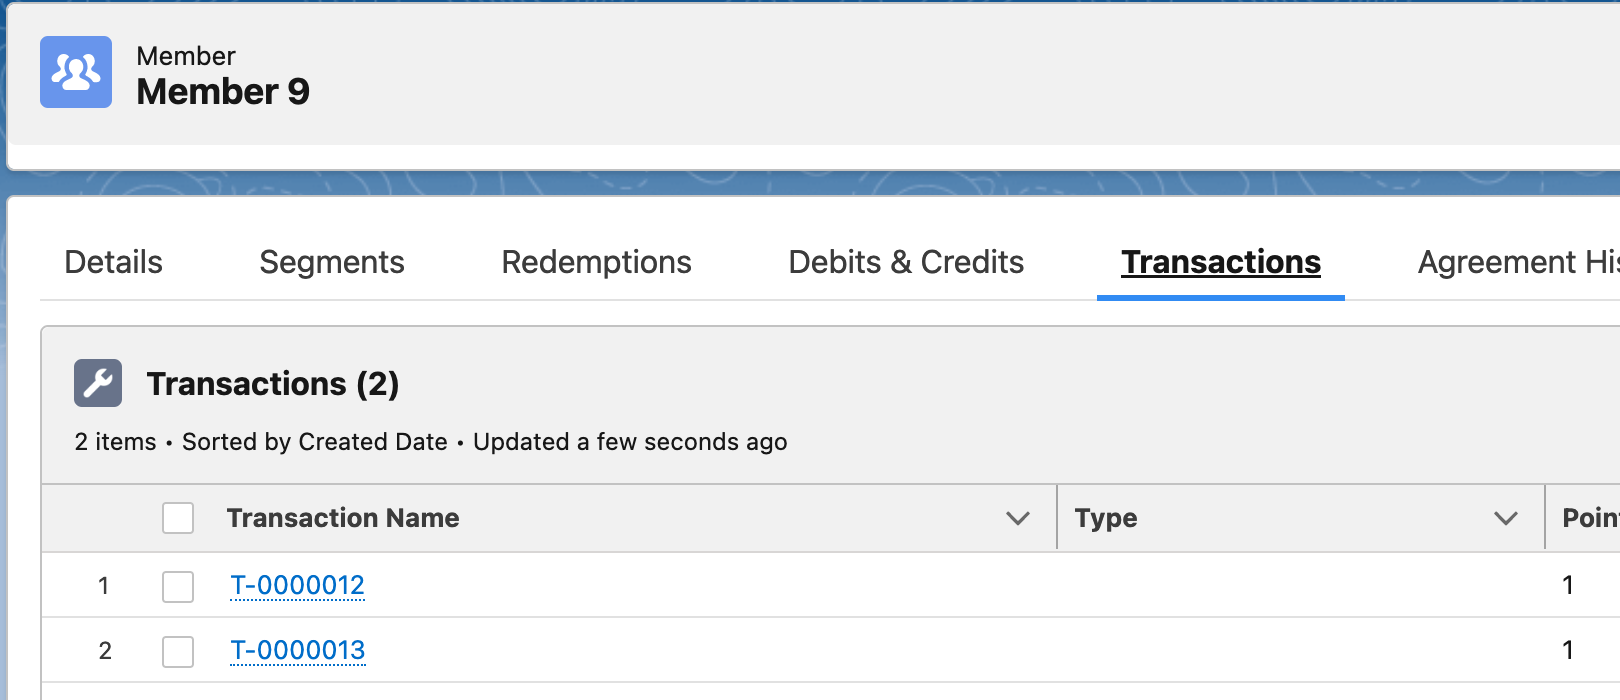 Member
Member 9
Details Segments Redemptions Debits & Credits Transactions Agreement His
Transactions (2)
2 items • Sorted by Created Date • Updated a few seconds ago
Transaction Name Type Poin
1 T-0000012 1
2 T-0000013 1